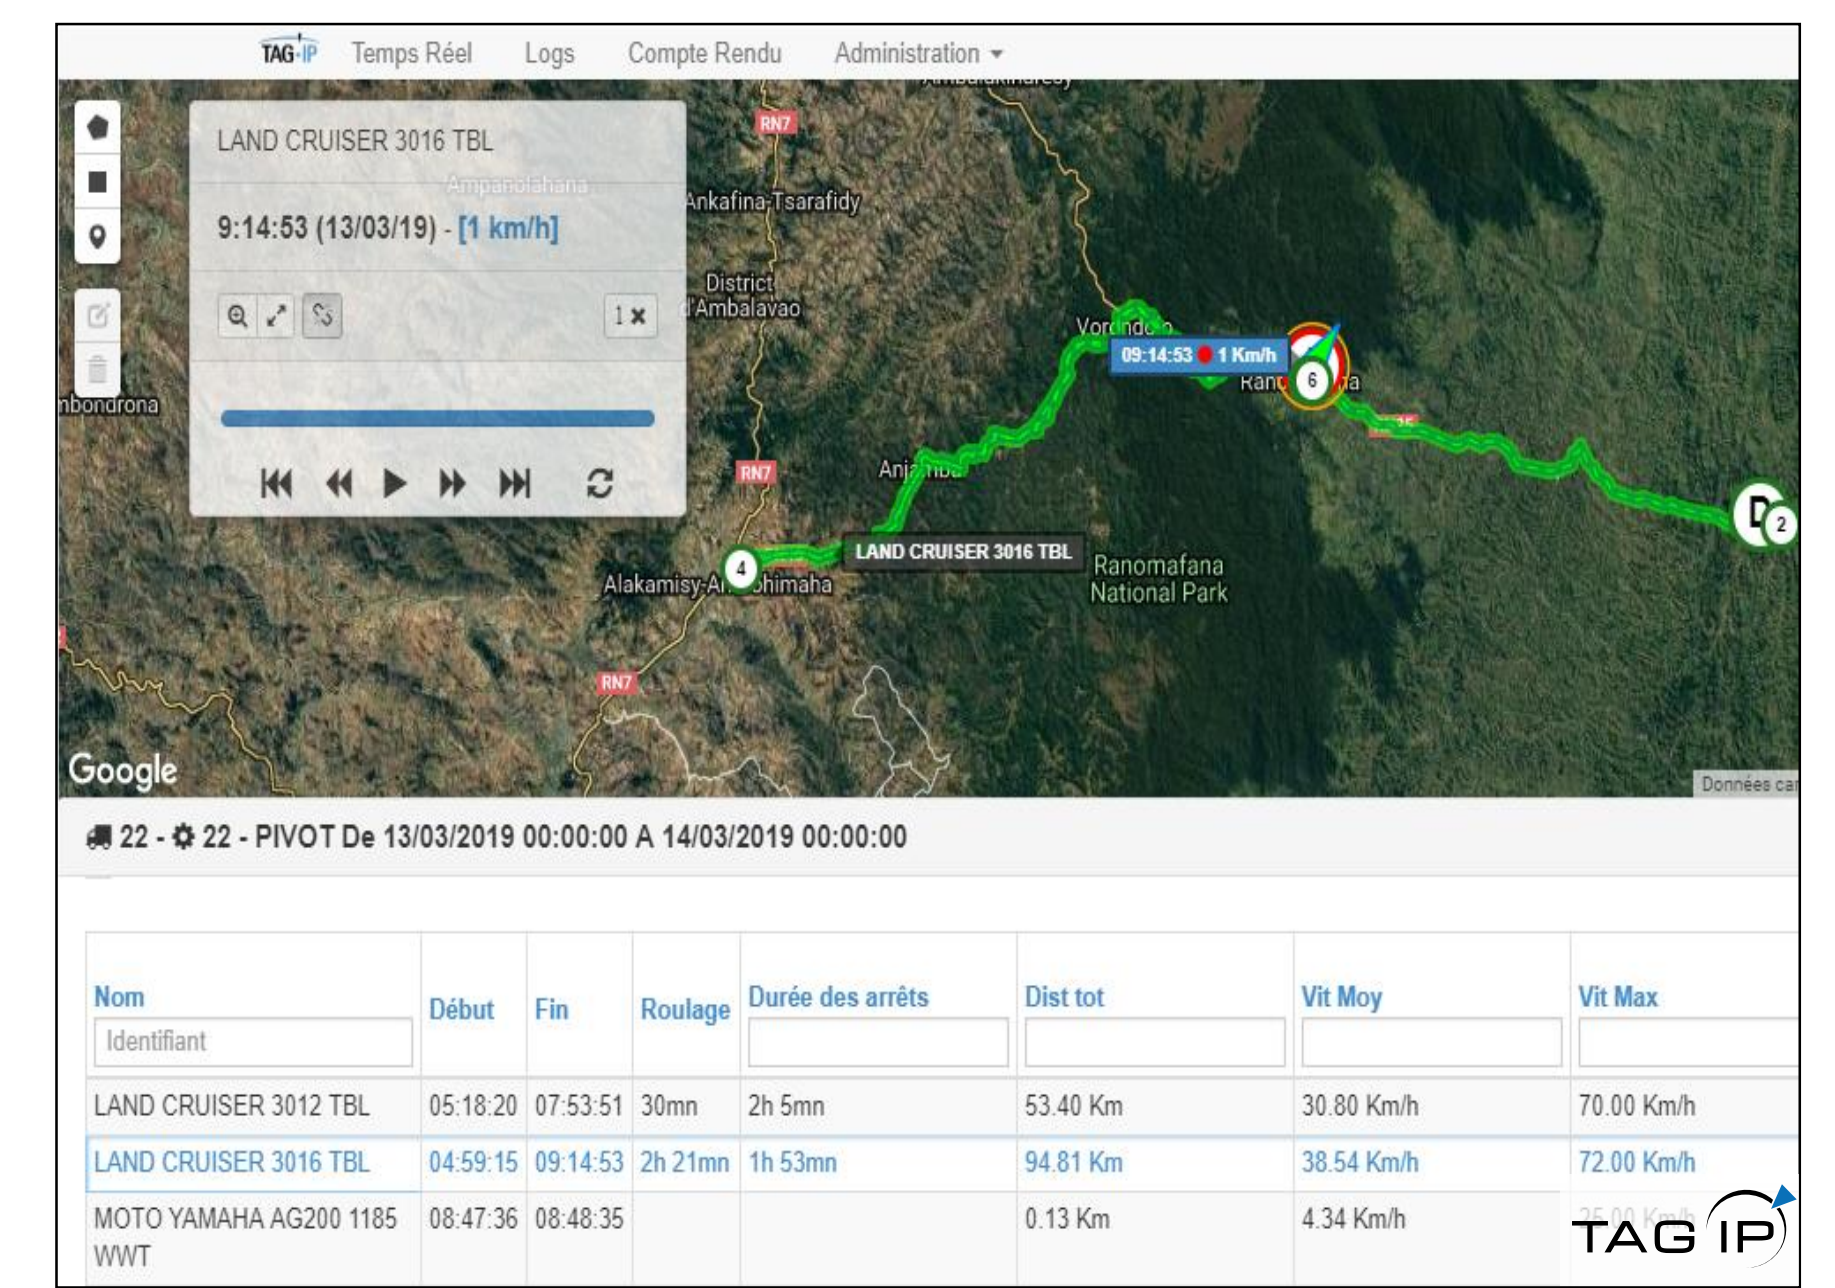 TAG-IP Temps Réel Logs Compte Rendu Administration
RN7
LAND CRUISER 3016 TBL
Ampanolahana
Ankafina-Tsarafidy
9:14:53 (13/03/19) - [1 km/h]
District
d'Ambalavao
1 ×
09:14:53 1 Km/h
6
RN7
4
LAND CRUISER 3016 TBL
D
2
Ranomafana
National Park
RN7
Google
22 - 22 - PIVOT De 13/03/2019 00:00:00 A 14/03/2019 00:00:00
Nom Début Fin Roulage Durée des arrêts Dist tot Vit Moy Vit Max
Identifiant
LAND CRUISER 3012 TBL 05:18:20 07:53:51 30mn 2h 5mn 53.40 Km 30.80 Km/h 70.00 Km/h
LAND CRUISER 3016 TBL 04:59:15 09:14:53 2h 21mn 1h 53mn 94.81 Km 38.54 Km/h 72.00 Km/h
MOTO YAMAHA AG200 1185 08:47:36 08:48:35 0.13 Km 4.34 Km/h
WWT
TAG IP